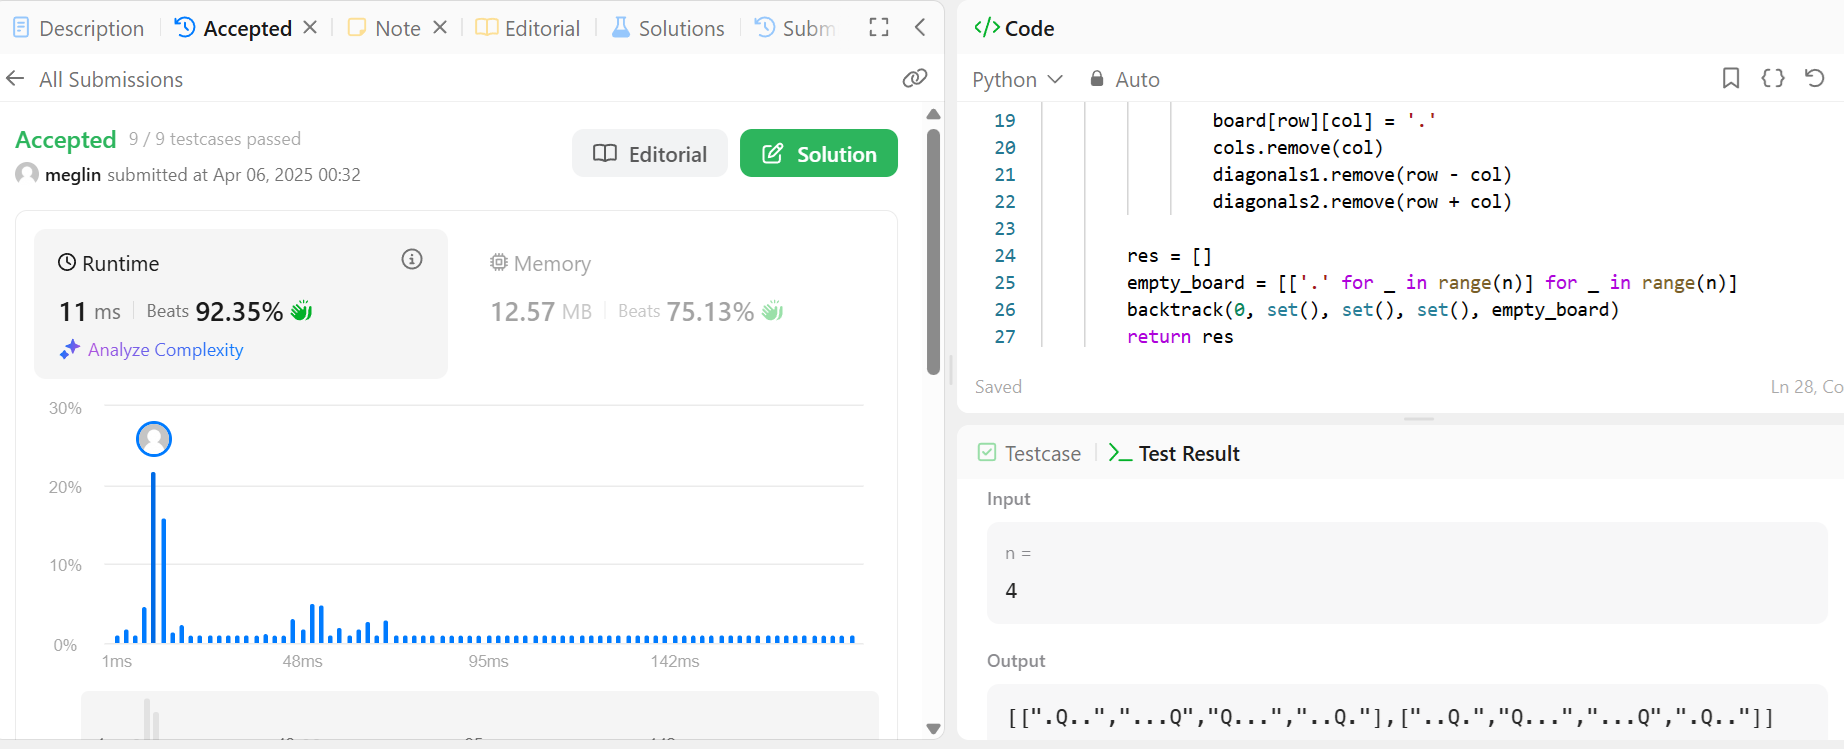 Description
Accepted
Note
Editorial
Solutions
Subm
All Submissions
Accepted 9 / 9 testcases passed
meglin submitted at Apr 06, 2025 00:32
Editorial
Solution
Runtime
11 ms Beats 92.35%
Analyze Complexity
Memory
12.57 MB Beats 75.13%
30%
20%
10%
0%
1ms 48ms 95ms 142ms
</> Code
Python Auto
19 board[row][col] = '.'
20 cols.remove(col)
21 diagonals1.remove(row - col)
22 diagonals2.remove(row + col)
23
24 res = []
25 empty_board = [['.' for _ in range(n)] for _ in range(n)]
26 backtrack(0, set(), set(), set(), empty_board)
27 return res
Saved
Ln 28, Co
Testcase
Test Result
Input
n =
4
Output
[[".Q..","...Q","Q...","..Q."],["..Q.","Q...","...Q",".Q.."]]